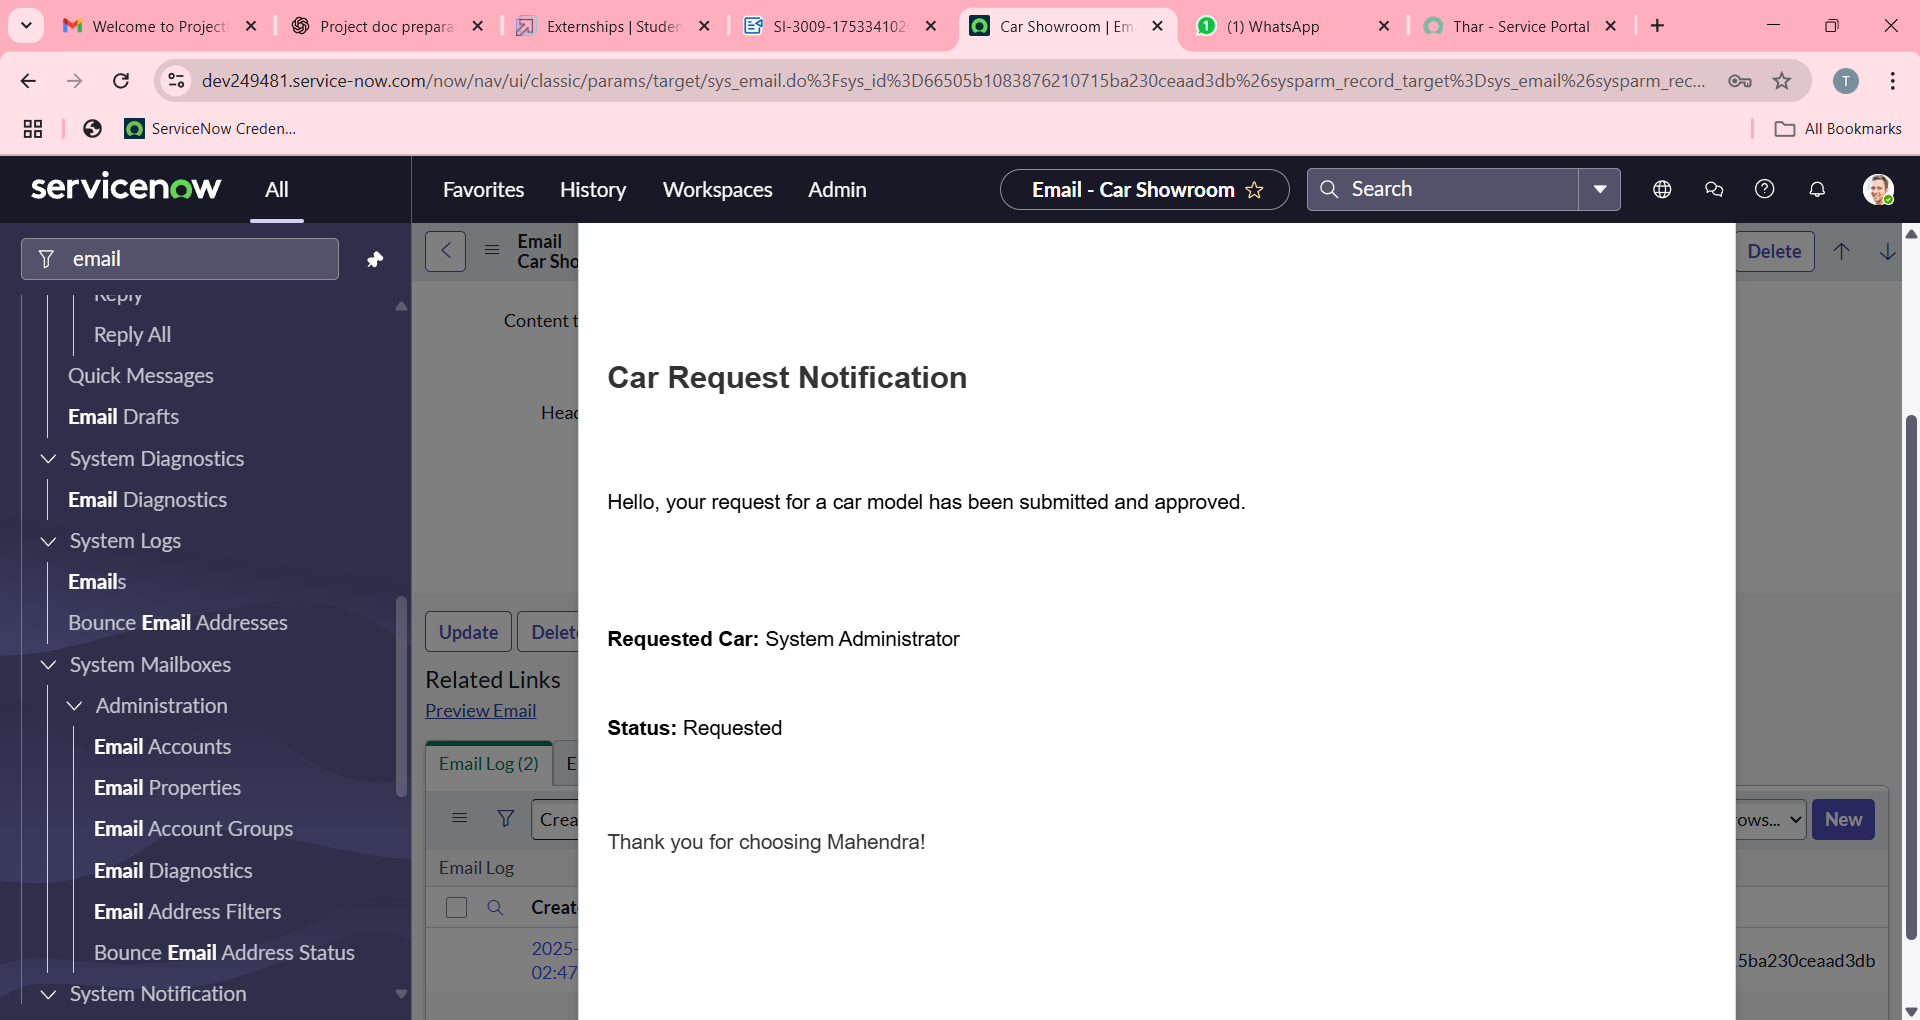 Welcome to Project
Project doc prepara
Externships | Studen
SI-3009-175334102
Car Showroom | Em
(1) WhatsApp
Thar - Service Portal
dev249481.service-now.com/now/nav/ui/classic/params/target/sys_email.do%3Fsys_id%3D66505b1083876210715ba230ceaad3db%26sysparm_record_target%3Dsys_email%26sysparm_rec...
T
ServiceNow Creden...
All Bookmarks
servicenow
All
Favorites
History
Workspaces
Admin
Email - Car Showroom
Search
email
Reply
Reply All
Quick Messages
Email Drafts
System Diagnostics
Email Diagnostics
System Logs
Emails
Bounce Email Addresses
System Mailboxes
Administration
Email Accounts
Email Properties
Email Account Groups
Email Diagnostics
Email Address Filters
Bounce Email Address Status
System Notification
Email
Car Sho
Delete
Content t
Head
Update
Delete
Related Links
Preview Email
Email Log (2)
E
Crea
ows...
New
Email Log
Creat
2025-
02:47
5ba230ceaad3db
Car Request Notification
Hello, your request for a car model has been submitted and approved.
Requested Car: System Administrator
Status: Requested
Thank you for choosing Mahendra!